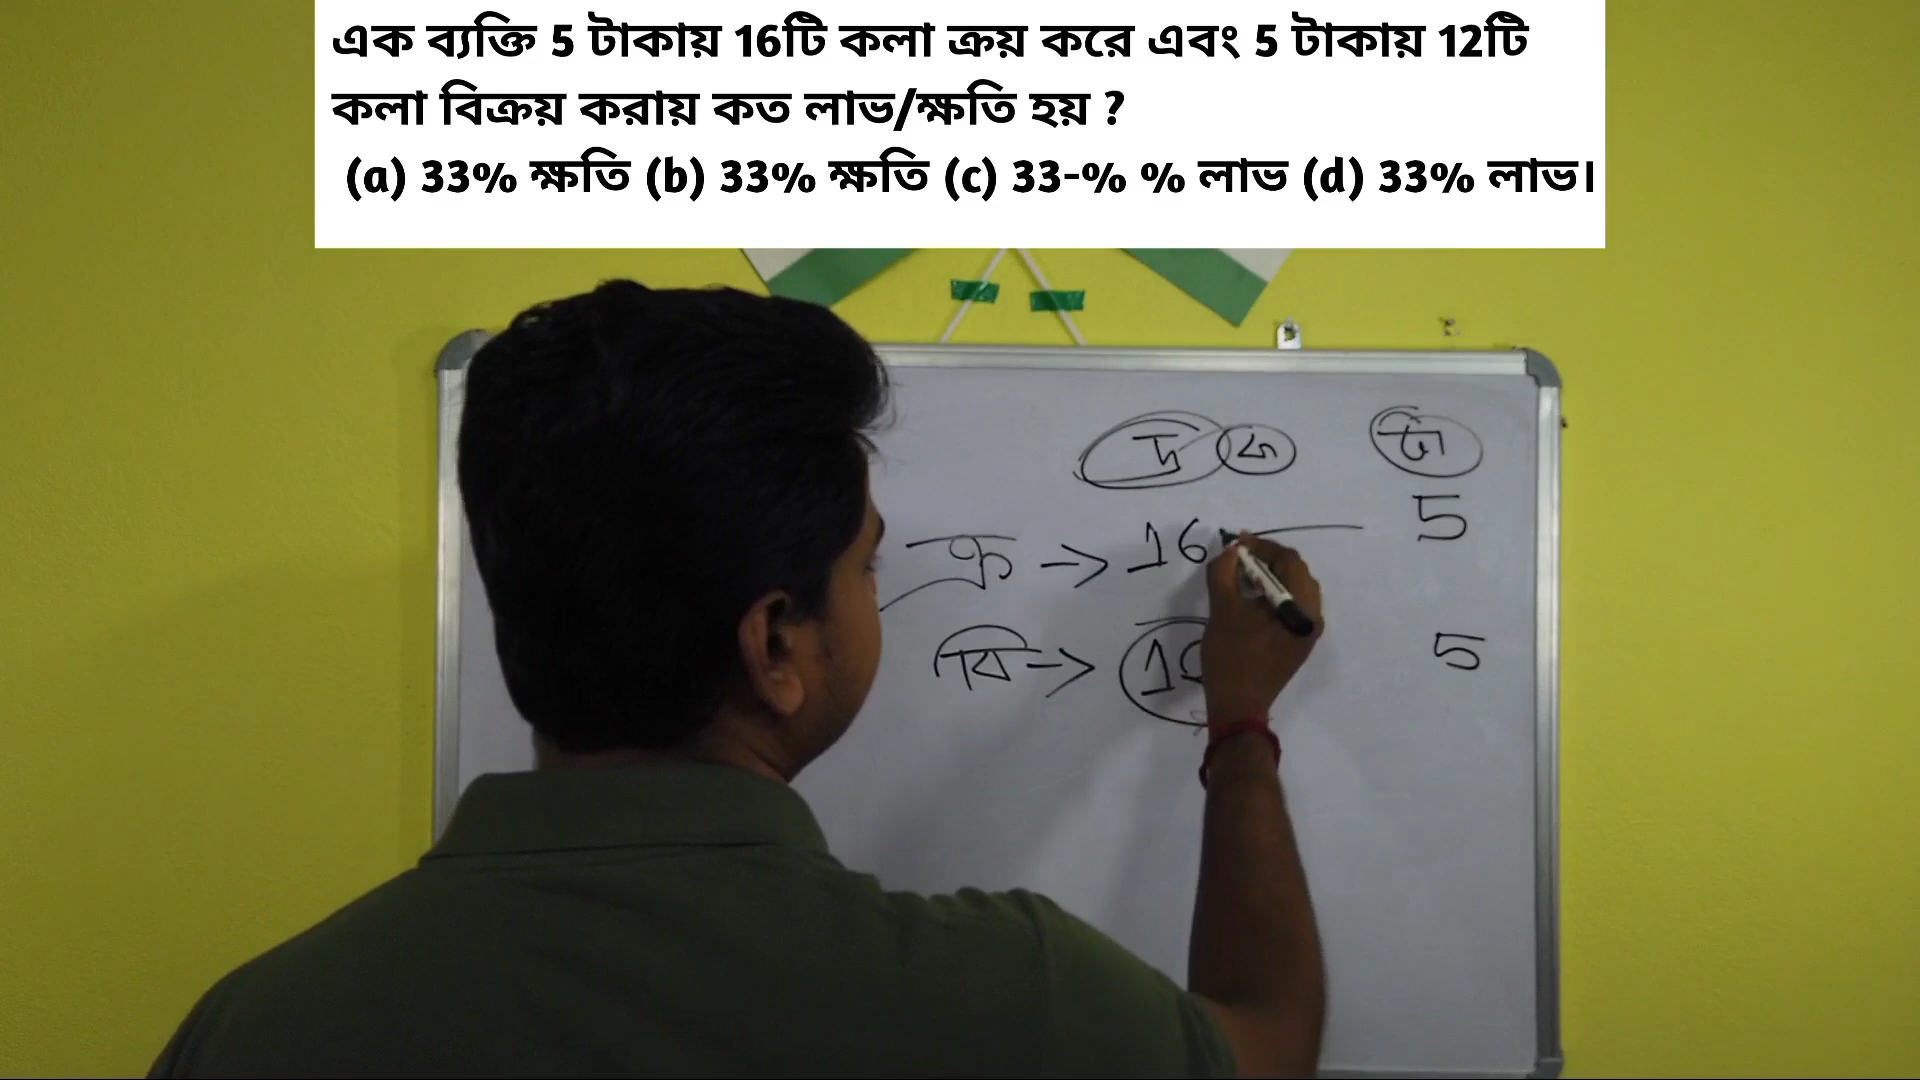 এক ব্যক্তি 5 টাকায় 16টি কলা ক্রয় করে এবং 5 টাকায় 12টি
কলা বিক্রয় করায় কত লাভ/ক্ষতি হয় ?
(a) 33% ক্ষতি (b) 33% ক্ষতি (c) 33-% % লাভ (d) 33% লাভ।
টা
ক্র → 16 5
বি → 5